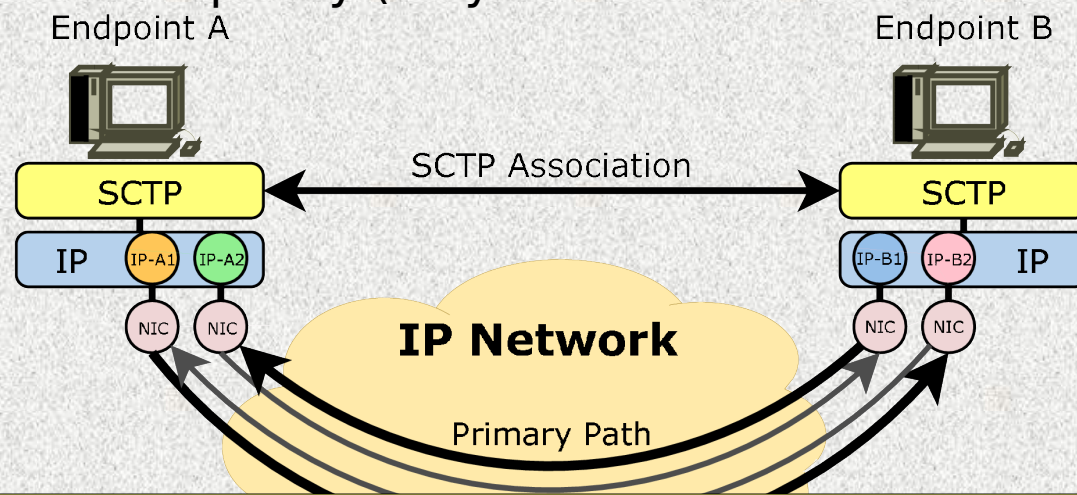 Endpoint A
Endpoint B
SCTP Association
SCTP
SCTP
IP
IP-A1
IP-A2
IP-B1
IP-B2
IP
NIC
NIC
NIC
NIC
IP Network
Primary Path